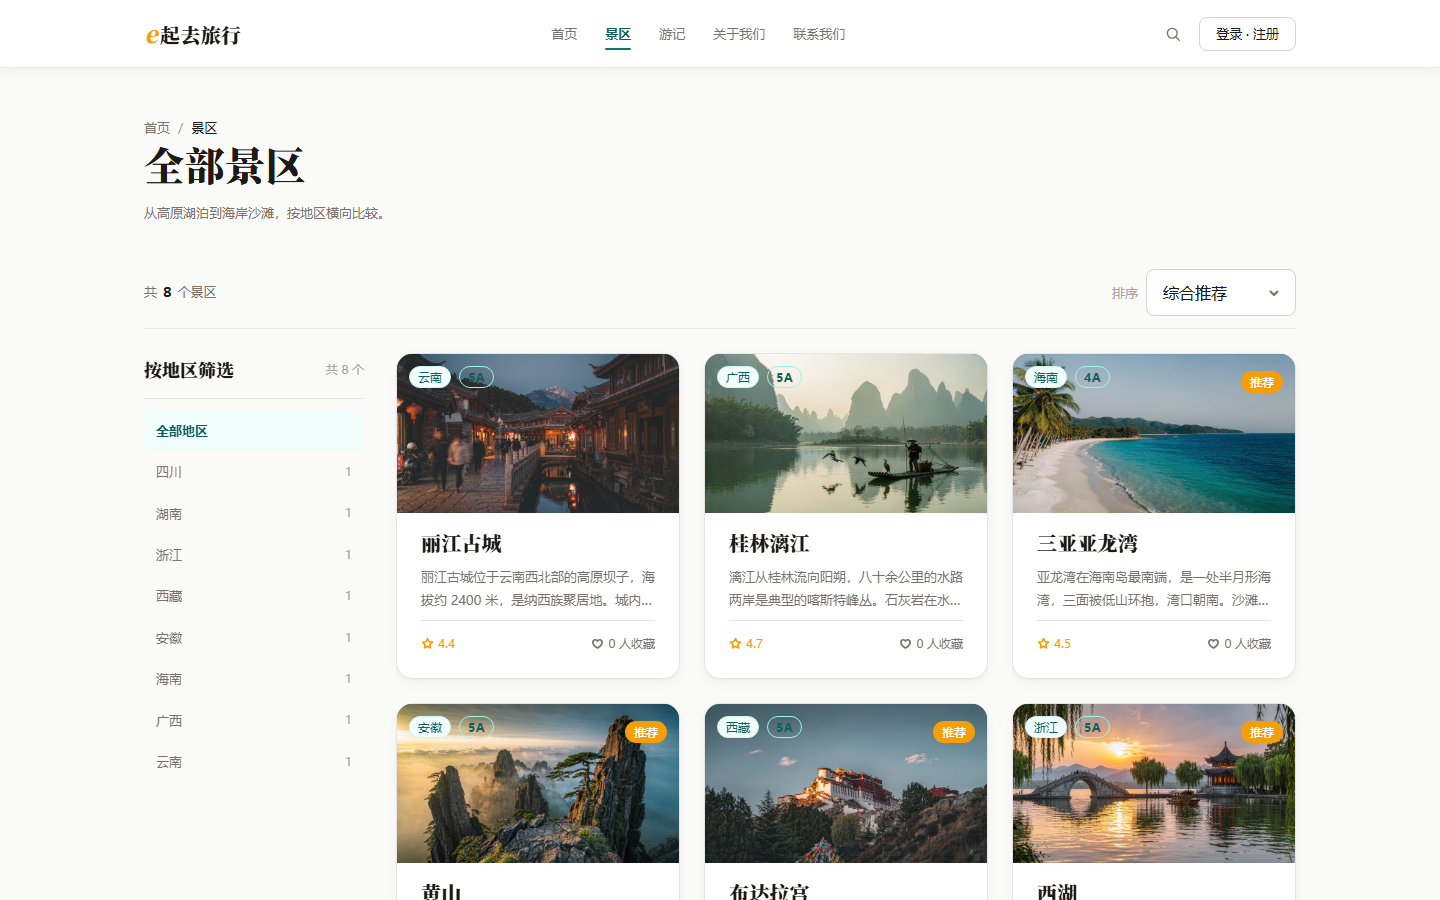 e起去旅行
首页 景区 游记 关于我们 联系我们
登录 · 注册
首页 / 景区
全部景区
从高原湖泊到海岸沙滩，按地区横向比较。
共 8 个景区
排序 综合推荐
按地区筛选 共 8 个
全部地区
四川 1
湖南 1
浙江 1
西藏 1
安徽 1
海南 1
广西 1
云南 1
云南 5A
丽江古城
丽江古城位于云南西北部的高原坝子，海
拔约 2400 米，是纳西族聚居地。城内...
4.4 0 人收藏
广西 5A
桂林漓江
漓江从桂林流向阳朔，八十余公里的水路
两岸是典型的喀斯特峰丛。石灰岩在水...
4.7 0 人收藏
海南 4A 推荐
三亚亚龙湾
亚龙湾在海南岛最南端，是一处半月形海
湾，三面被低山环抱，湾口朝南。沙滩...
4.5 0 人收藏
安徽 5A 推荐
黄山
西藏 5A 推荐
布达拉宫
浙江 5A 推荐
西湖